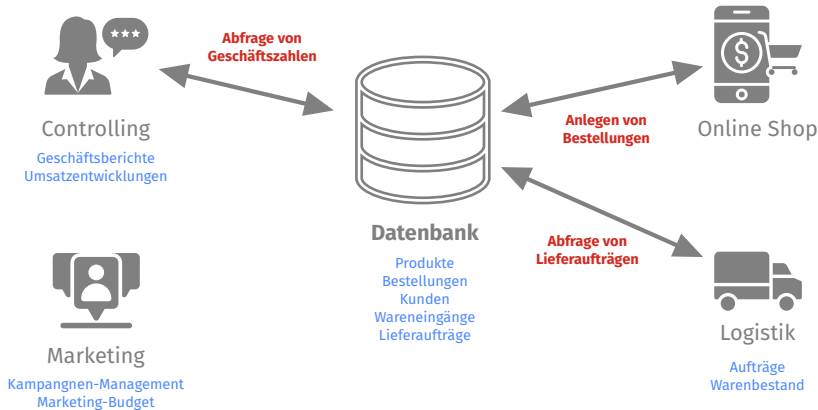 Abfrage von
Geschäftszahlen
Controlling
Geschäftsberichte
Umsatzentwicklungen
Anlegen von
Bestellungen
Online Shop
Datenbank
Produkte
Bestellungen
Kunden
Wareneingänge
Lieferaufträge
Abfrage von
Lieferaufträgen
Marketing
Kampangnen-Management
Marketing-Budget
Logistik
Aufträge
Warenbestand